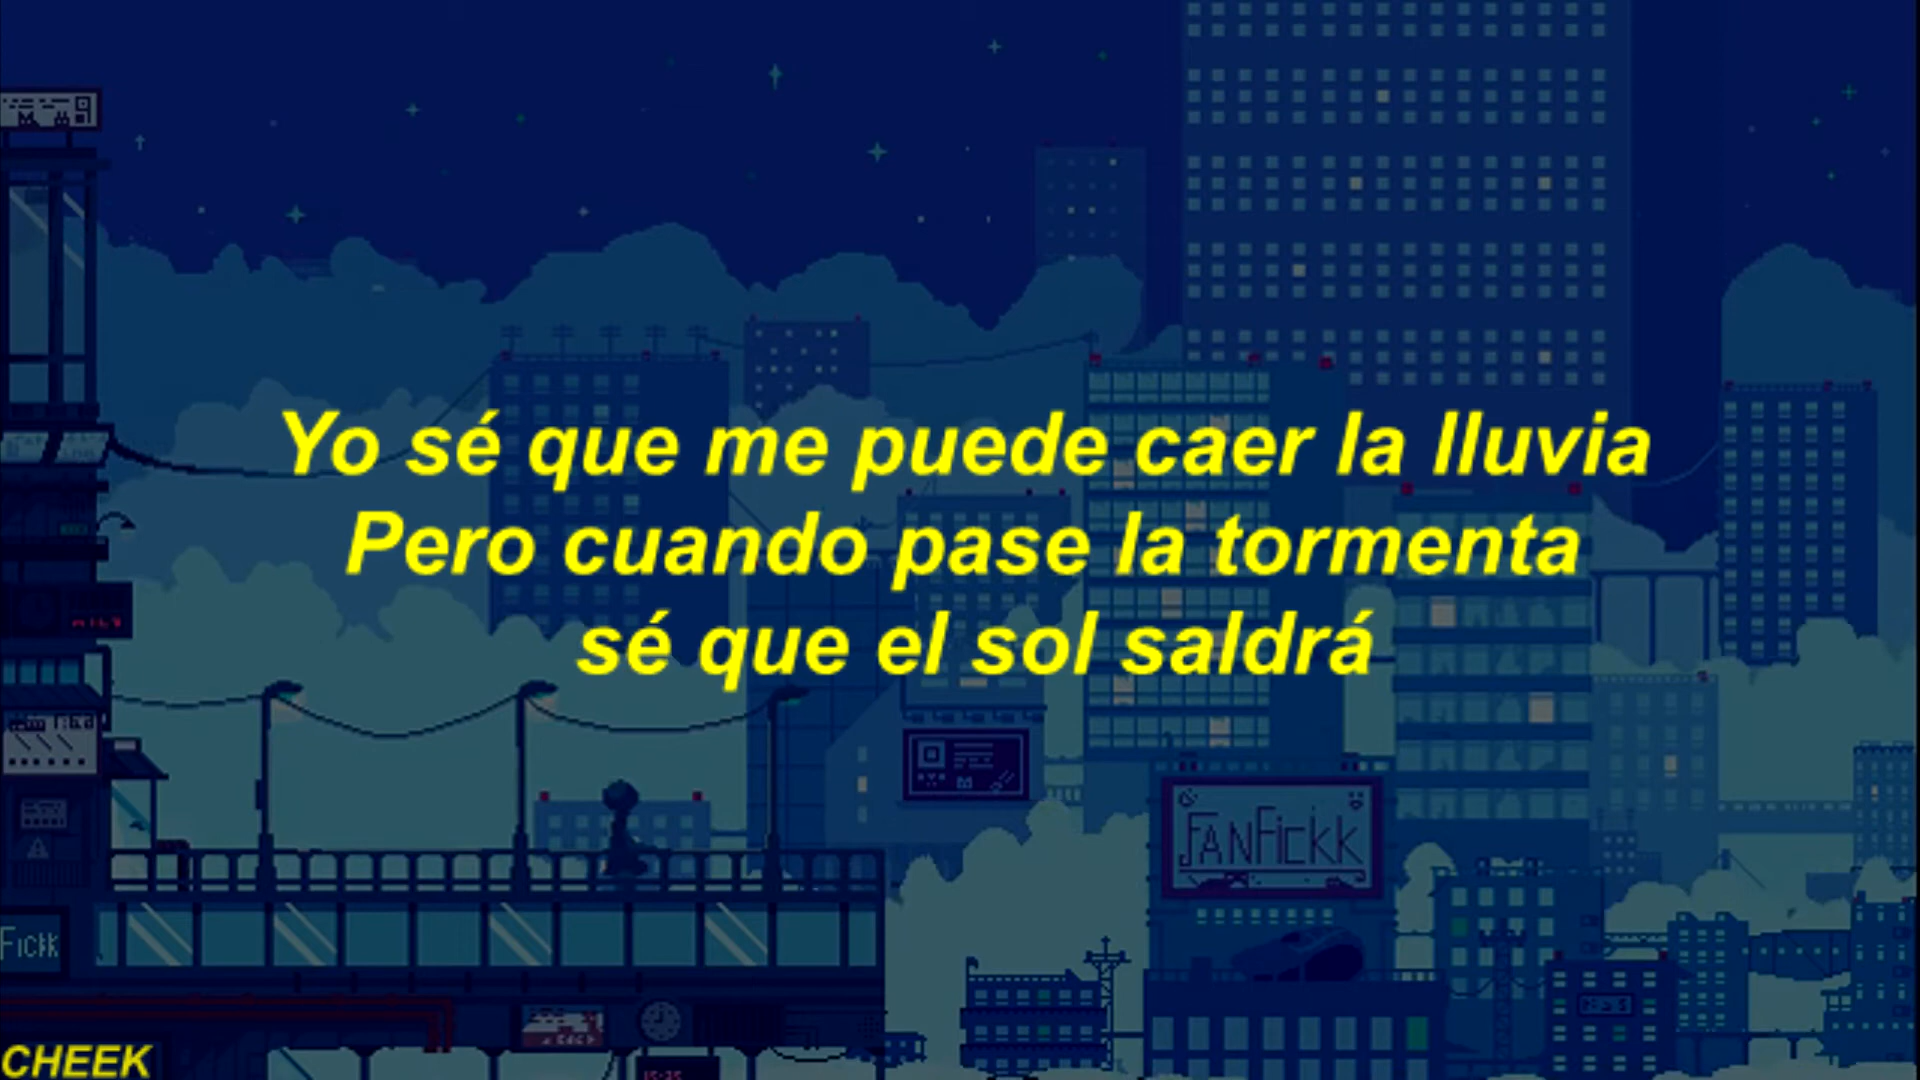 Yo sé que me puede caer la lluvia
Pero cuando pase la tormenta
sé que el sol saldrá
FANFICKK
Fickk
CHEEK